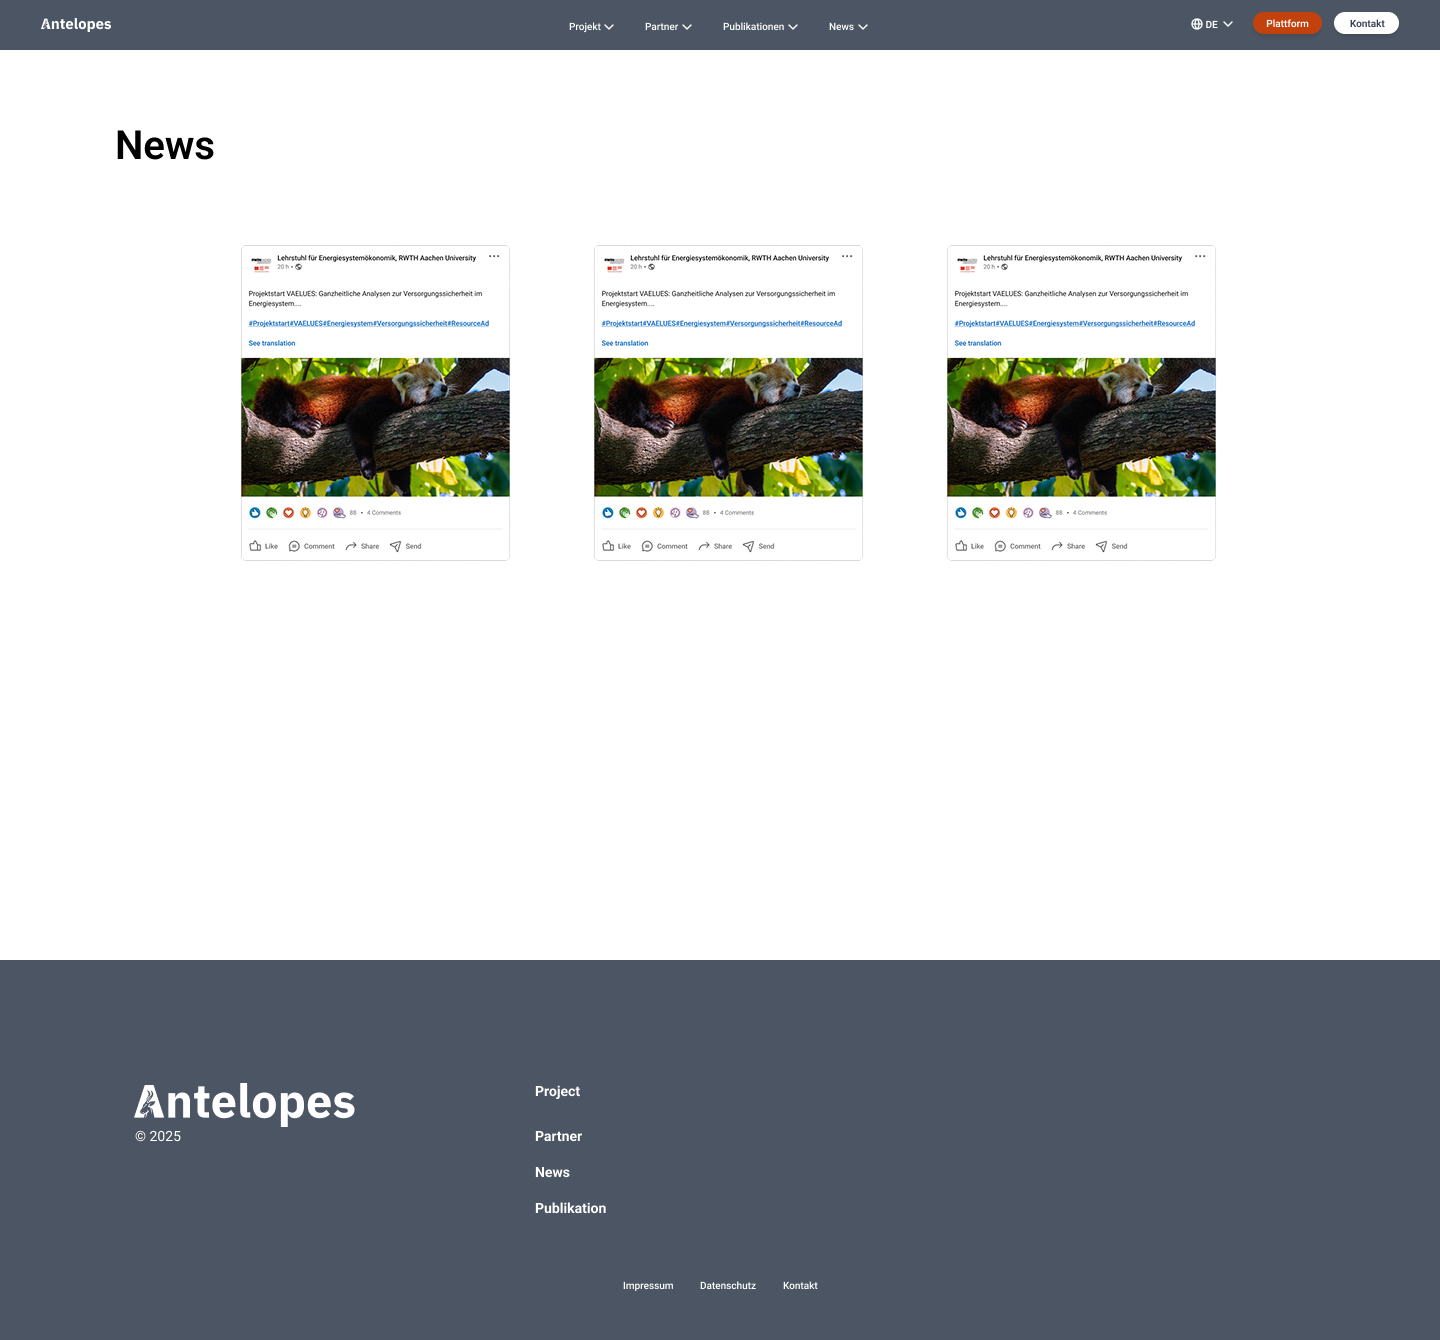 Antelopes
Projekt
Partner
Publikationen
News
DE
Plattform
Kontakt
News
Lehrstuhl für Energiesystemökonomik, RWTH Aachen University
20 h •
Projektstart VAELUES: Ganzheitliche Analysen zur Versorgungssicherheit im
Energiesystem....
#Projektstart#VAELUES#Energiesystem#Versorgungssicherheit#ResourceAd
See translation
88 • 4 Comments
Like Comment Share Send
Lehrstuhl für Energiesystemökonomik, RWTH Aachen University
20 h •
Projektstart VAELUES: Ganzheitliche Analysen zur Versorgungssicherheit im
Energiesystem....
#Projektstart#VAELUES#Energiesystem#Versorgungssicherheit#ResourceAd
See translation
88 • 4 Comments
Like Comment Share Send
Lehrstuhl für Energiesystemökonomik, RWTH Aachen University
20 h •
Projektstart VAELUES: Ganzheitliche Analysen zur Versorgungssicherheit im
Energiesystem....
#Projektstart#VAELUES#Energiesystem#Versorgungssicherheit#ResourceAd
See translation
88 • 4 Comments
Like Comment Share Send
Antelopes
© 2025
Project
Partner
News
Publikation
Impressum
Datenschutz
Kontakt